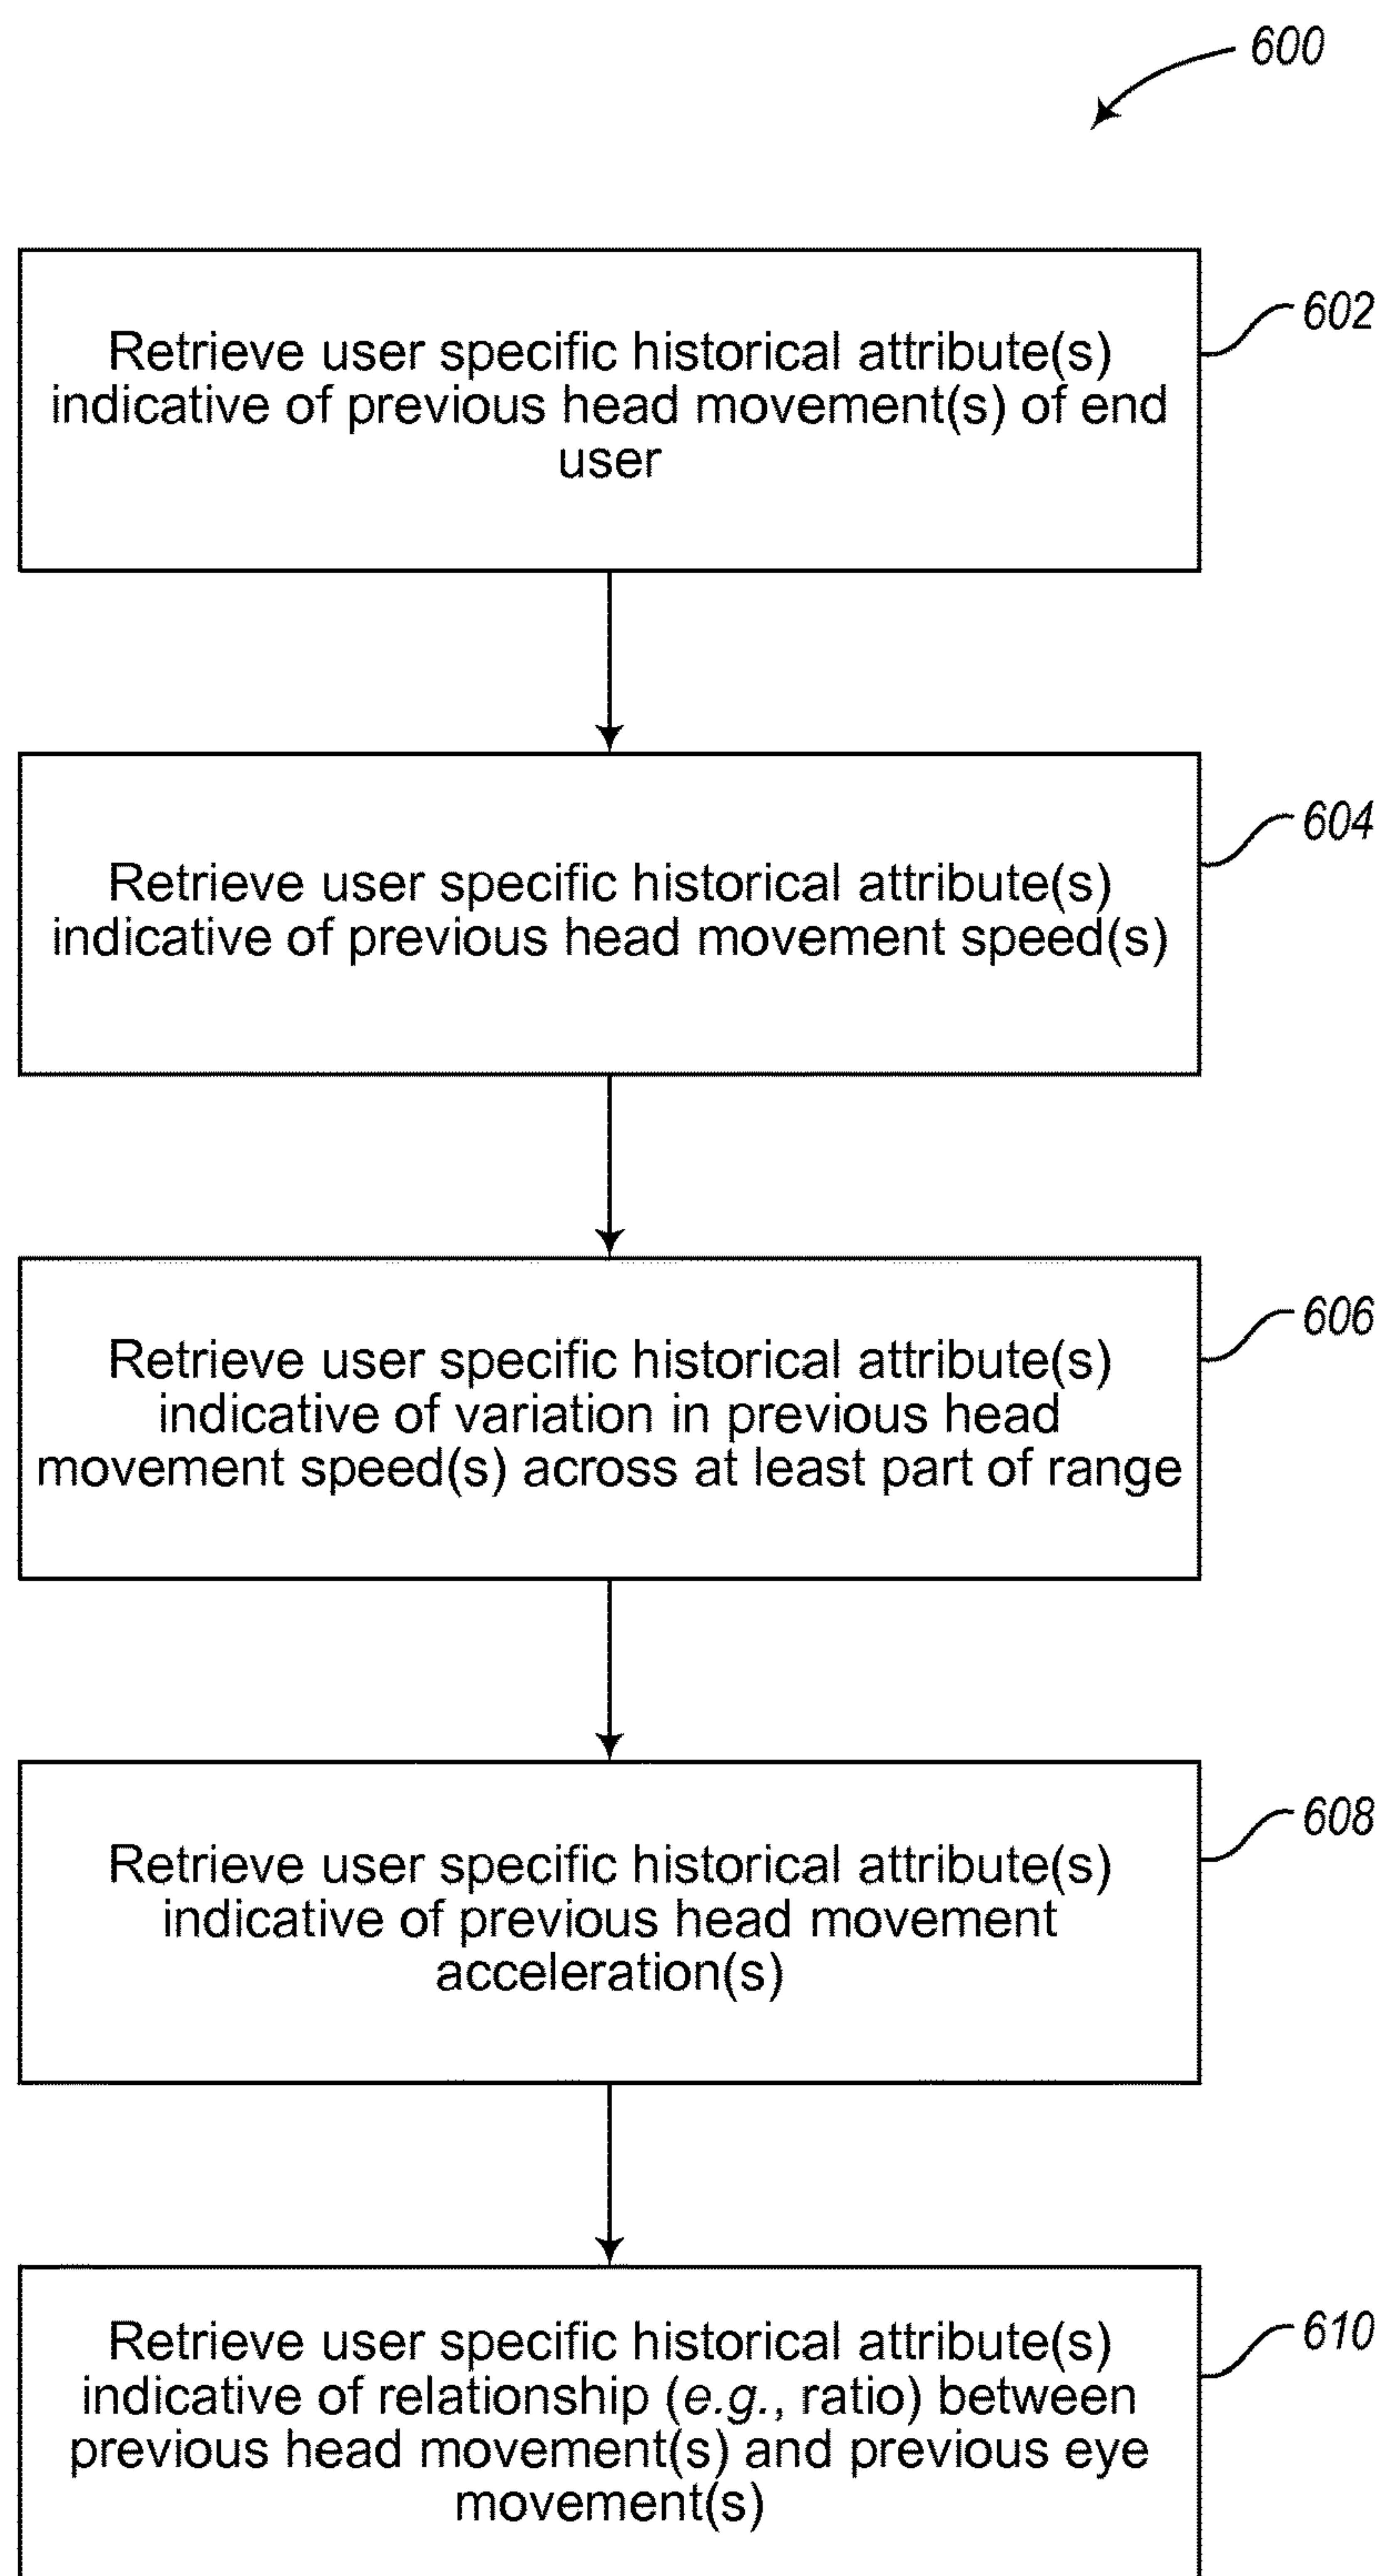 600
Retrieve user specific historical attribute(s)
indicative of previous head movement(s) of end
user
602
Retrieve user specific historical attribute(s)
indicative of previous head movement speed(s)
604
Retrieve user specific historical attribute(s)
indicative of variation in previous head
movement speed(s) across at least part of range
606
Retrieve user specific historical attribute(s)
indicative of previous head movement
acceleration(s)
608
Retrieve user specific historical attribute(s)
indicative of relationship (e.g., ratio) between
previous head movement(s) and previous eye
movement(s)
610